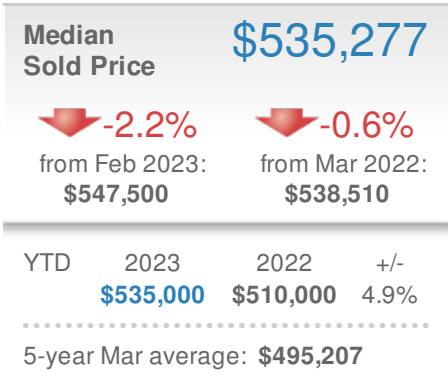 Median $535,277
Sold Price
-2.2% -0.6%
from Feb 2023: from Mar 2022:
$547,500 $538,510
YTD 2023 2022 +/-
$535,000 $510,000 4.9%
5-year Mar average: $495,207